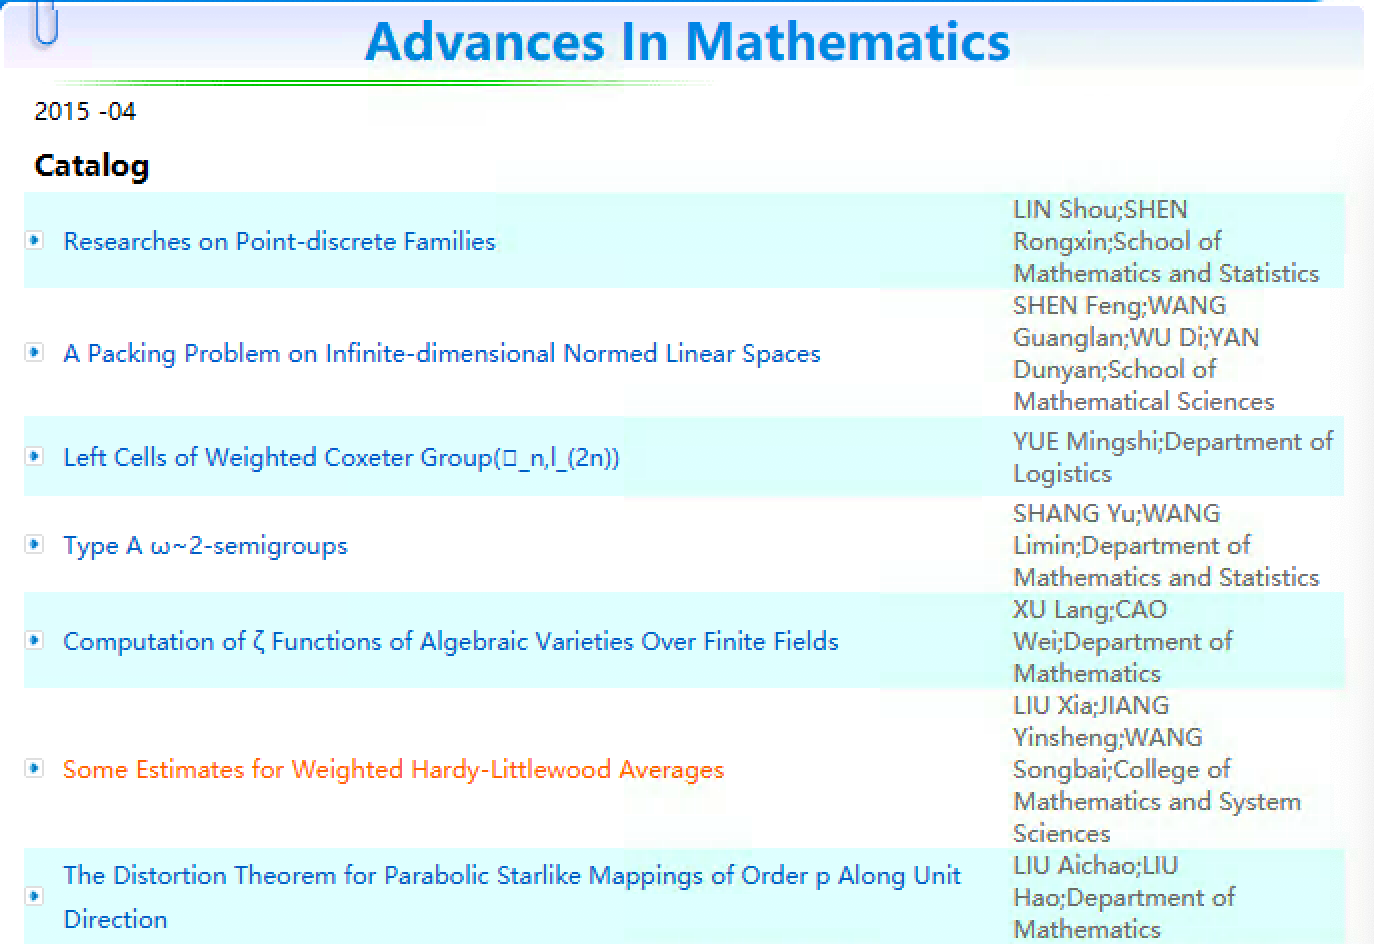 Advances In Mathematics
2015 -04
Catalog
Researches on Point-discrete Families
LIN Shou;SHEN
Rongxin;School of
Mathematics and Statistics
A Packing Problem on Infinite-dimensional Normed Linear Spaces
SHEN Feng;WANG
Guanglan;WU Di;YAN
Dunyan;School of
Mathematical Sciences
Left Cells of Weighted Coxeter Group(□_n,l_(2n))
YUE Mingshi;Department of
Logistics
Type A ω~2-semigroups
SHANG Yu;WANG
Limin;Department of
Mathematics and Statistics
Computation of ζ Functions of Algebraic Varieties Over Finite Fields
XU Lang;CAO
Wei;Department of
Mathematics
Some Estimates for Weighted Hardy-Littlewood Averages
LIU Xia;JIANG
Yinsheng;WANG
Songbai;College of
Mathematics and System
Sciences
The Distortion Theorem for Parabolic Starlike Mappings of Order p Along Unit
Direction
LIU Aichao;LIU
Hao;Department of
Mathematics